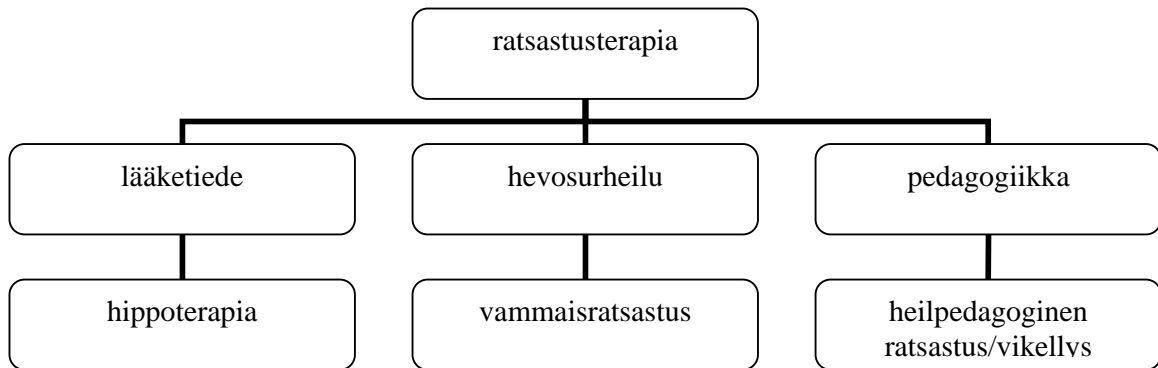 ratsastusterapia
lääketiede
hevosurheilu
pedagogiikka
hippoterapia
vammaisratsastus
heilpedagoginen
ratsastus/vikellys